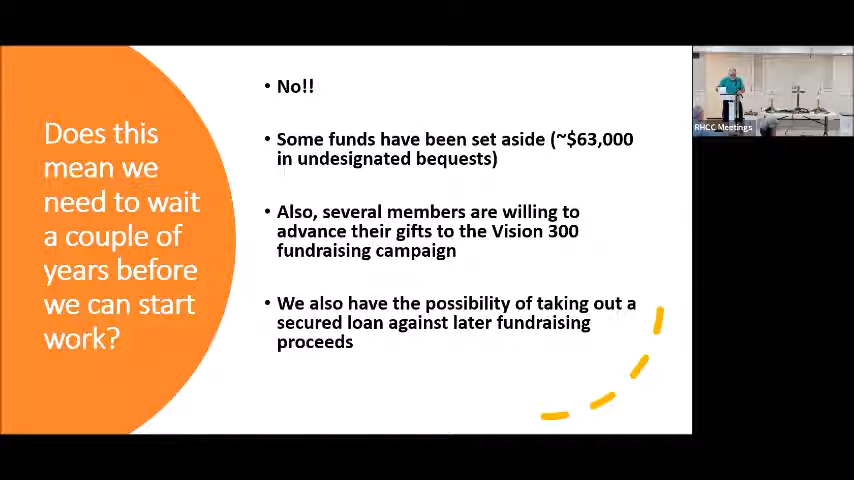 Does this
mean we
need to wait
a couple of
years before
we can start
work?
• No!!
• Some funds have been set aside (~$63,000
in undesignated bequests)
• Also, several members are willing to
advance their gifts to the Vision 300
fundraising campaign
• We also have the possibility of taking out a
secured loan against later fundraising
proceeds
RHCC Meetings